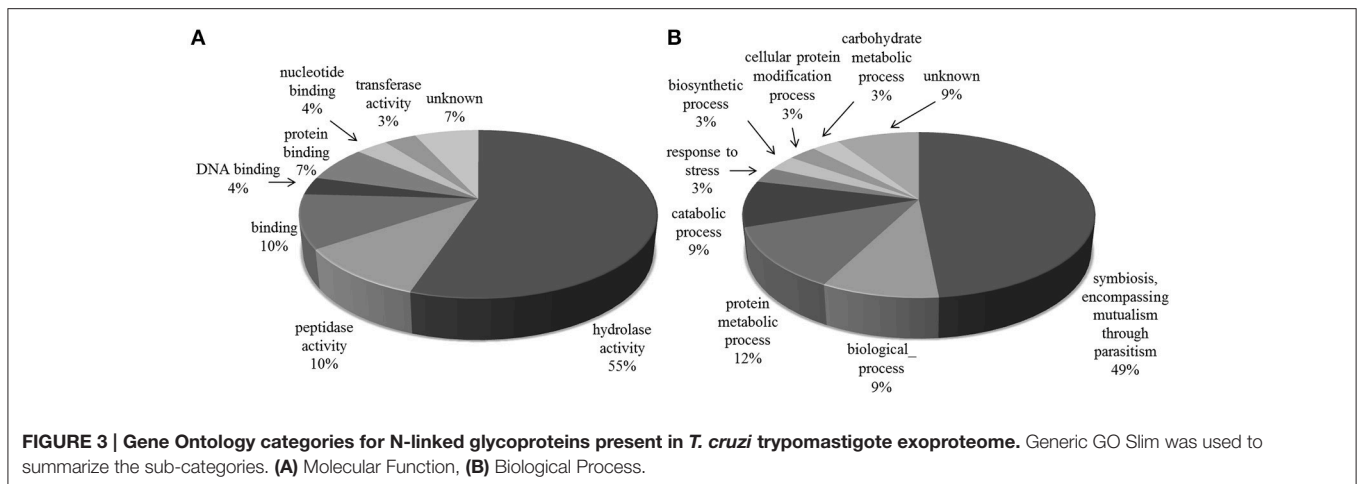 A
nucleotide
binding
4%
transferase
activity
3%
unknown
7%
protein
binding
7%
DNA binding
4%
binding
10%
peptidase
activity
10%
hydrolase
activity
55%
B
carbohydrate
metabolic
process
3%
cellular protein
modification
process
3%
biosynthetic
process
3%
unknown
9%
response to
stress
3%
catabolic
process
9%
protein
metabolic
process
12%
biological_
process
9%
symbiosis,
encompassing
mutualism
through
parasitism
49%
FIGURE 3 | Gene Ontology categories for N-linked glycoproteins present in T. cruzi trypomastigote exoproteome. Generic GO Slim was used to
summarize the sub-categories. (A) Molecular Function, (B) Biological Process.